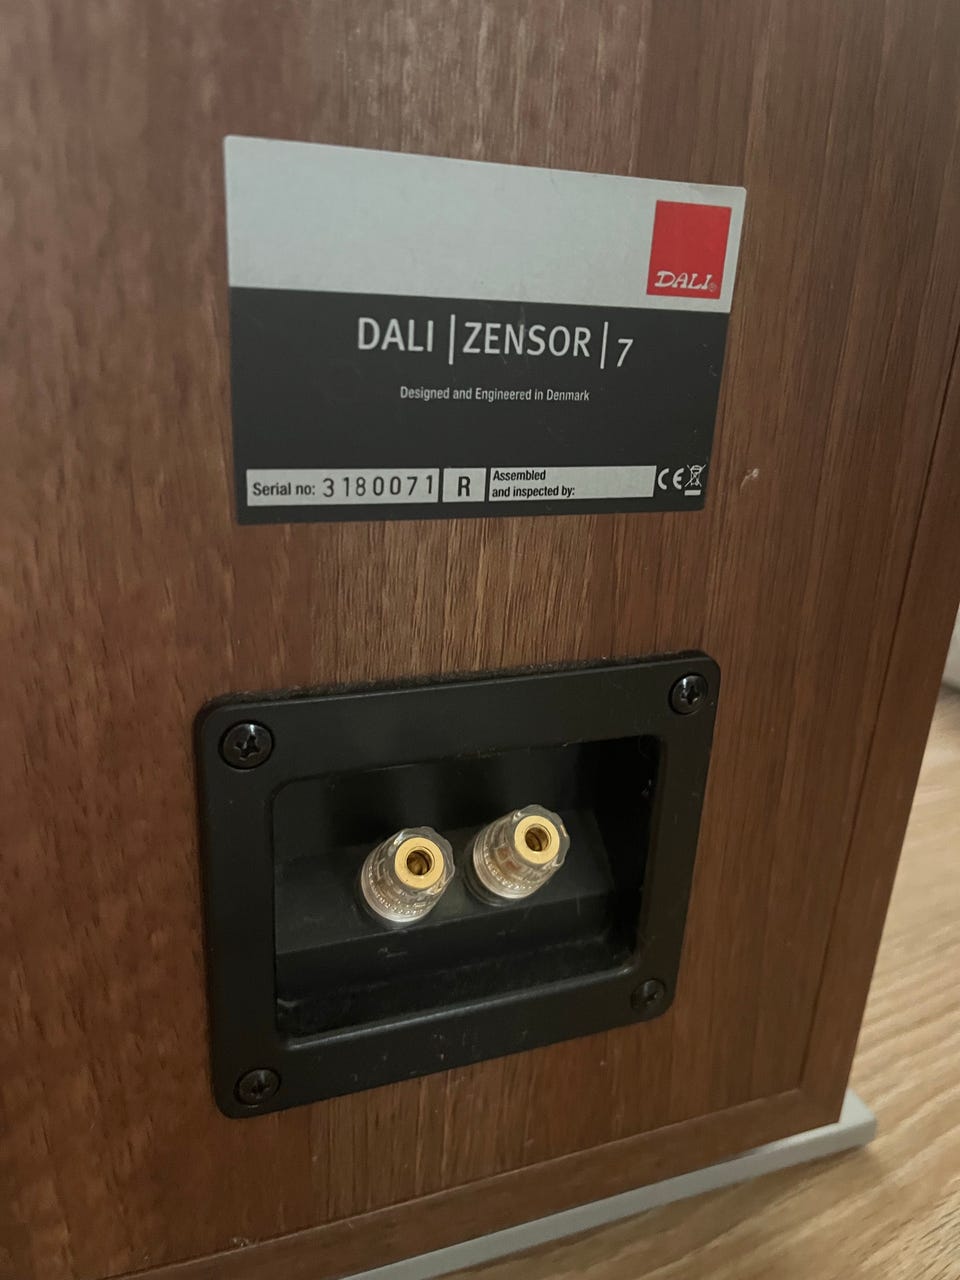 DALI®
DALI | ZENSOR | 7
Designed and Engineered in Denmark
Serial no: 3180071 R Assembled
and inspected by:
CE